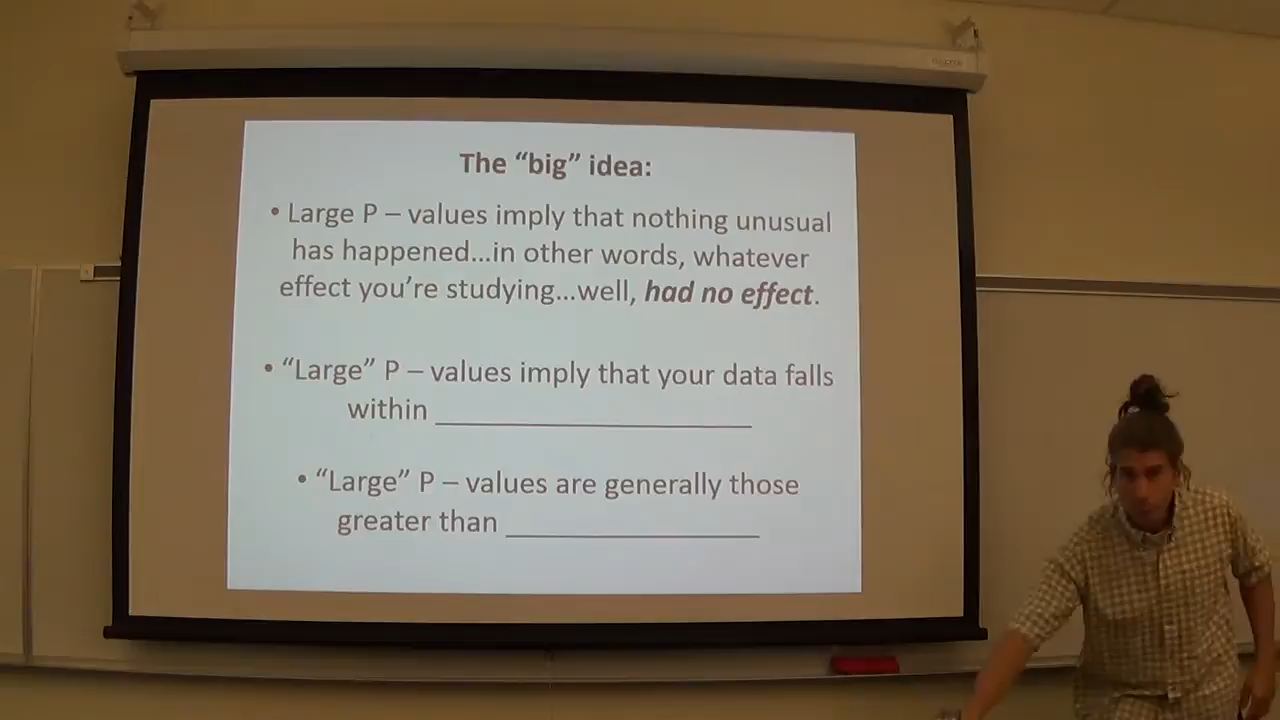 The “big” idea:
• Large P – values imply that nothing unusual
has happened...in other words, whatever
effect you’re studying...well, had no effect.
• “Large” P – values imply that your data falls
within ____________________
• “Large” P – values are generally those
greater than ________________